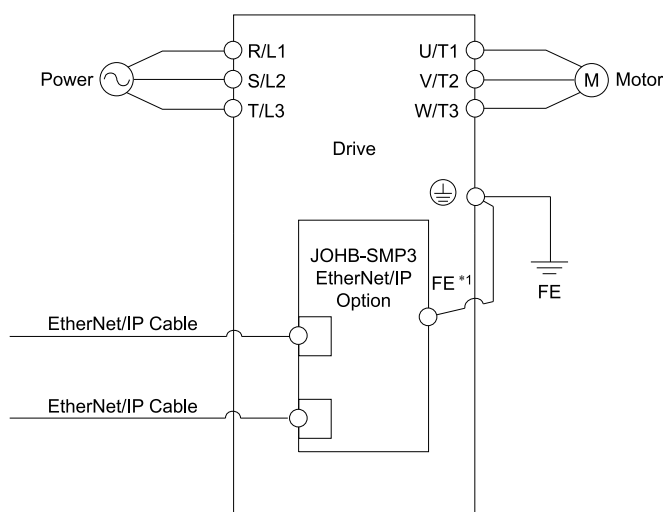 R/L1
U/T1
Power
S/L2
V/T2
M
Motor
T/L3
W/T3
Drive
JOHB-SMP3
EtherNet/IP
Option
FE *1
FE
EtherNet/IP Cable
EtherNet/IP Cable